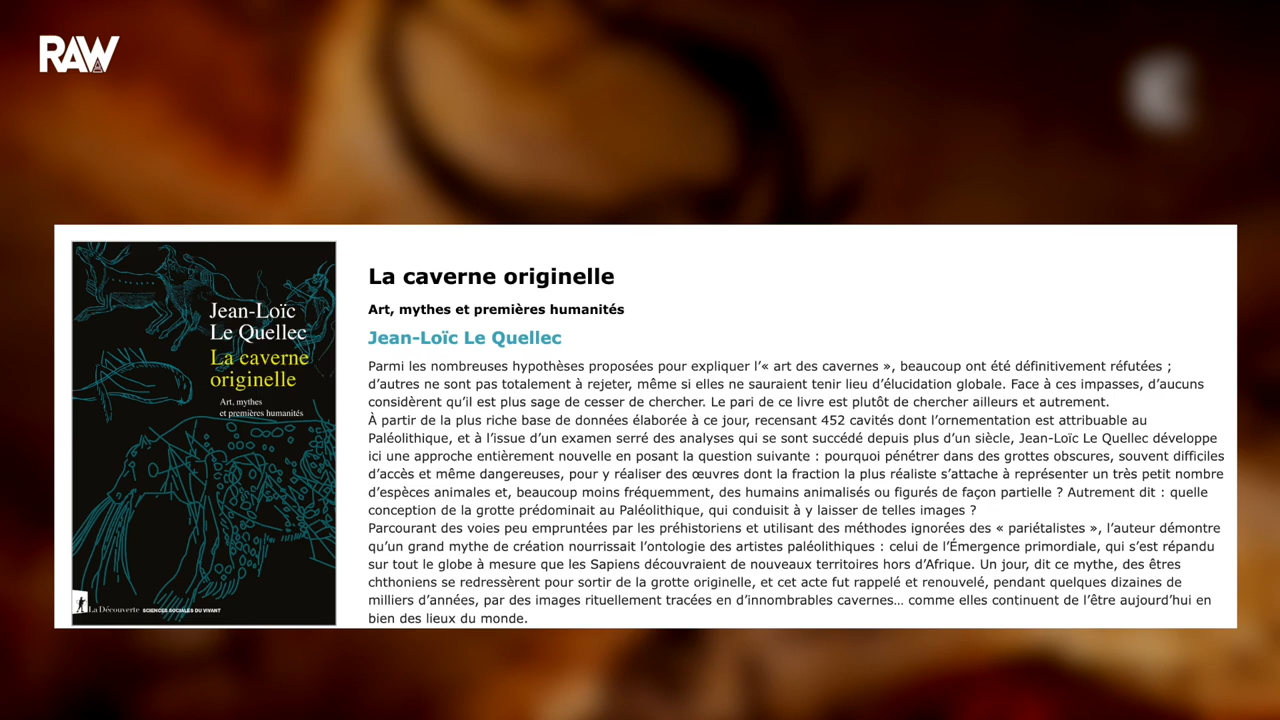 RAW
Jean-Loïc
Le Quellec
La caverne
originelle
Art, mythes
et premières humanités
La Découverte SCIENCES SOCIALES DU VIVANT
La caverne originelle
Art, mythes et premières humanités
Jean-Loïc Le Quellec
Parmi les nombreuses hypothèses proposées pour expliquer l’« art des cavernes », beaucoup ont été définitivement réfutées ;
d’autres ne sont pas totalement à rejeter, même si elles ne sauraient tenir lieu d’élucidation globale. Face à ces impasses, d’aucuns
considèrent qu’il est plus sage de cesser de chercher. Le pari de ce livre est plutôt de chercher ailleurs et autrement.
À partir de la plus riche base de données élaborée à ce jour, recensant 452 cavités dont l’ornementation est attribuable au
Paléolithique, et à l’issue d’un examen serré des analyses qui se sont succédé depuis plus d’un siècle, Jean-Loïc Le Quellec développe
ici une approche entièrement nouvelle en posant la question suivante : pourquoi pénétrer dans des grottes obscures, souvent difficiles
d’accès et même dangereuses, pour y réaliser des œuvres dont la fraction la plus réaliste s’attache à représenter un très petit nombre
d’espèces animales et, beaucoup moins fréquemment, des humains animalisés ou figurés de façon partielle ? Autrement dit : quelle
conception de la grotte prédominait au Paléolithique, qui conduisit à y laisser de telles images ?
Parcourant des voies peu empruntées par les préhistoriens et utilisant des méthodes ignorées des « pariétalistes », l’auteur démontre
qu’un grand mythe de création nourrissait l’ontologie des artistes paléolithiques : celui de l’Émergence primordiale, qui s’est répandu
sur tout le globe à mesure que les Sapiens découvraient de nouveaux territoires hors d’Afrique. Un jour, dit ce mythe, des êtres
chthoniens se redressèrent pour sortir de la grotte originelle, et cet acte fut rappelé et renouvelé, pendant quelques dizaines de
milliers d’années, par des images rituellement tracées en d’innombrables cavernes… comme elles continuent de l’être aujourd’hui en
bien des lieux du monde.